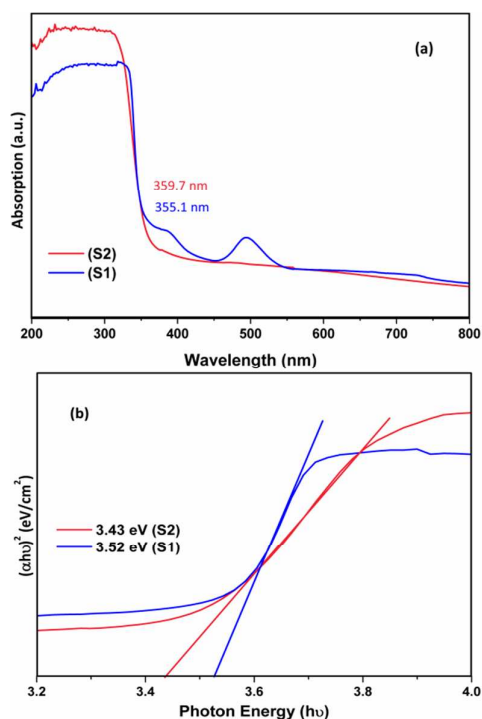 (a)
Absorption (a.u.)
359.7 nm
355.1 nm
(S2)
(S1)
200 300 400 500 600 700 800
Wavelength (nm)
(b)
(αhυ)² (eV/cm²)
3.43 eV (S2)
3.52 eV (S1)
3.2 3.4 3.6 3.8 4.0
Photon Energy (hυ)